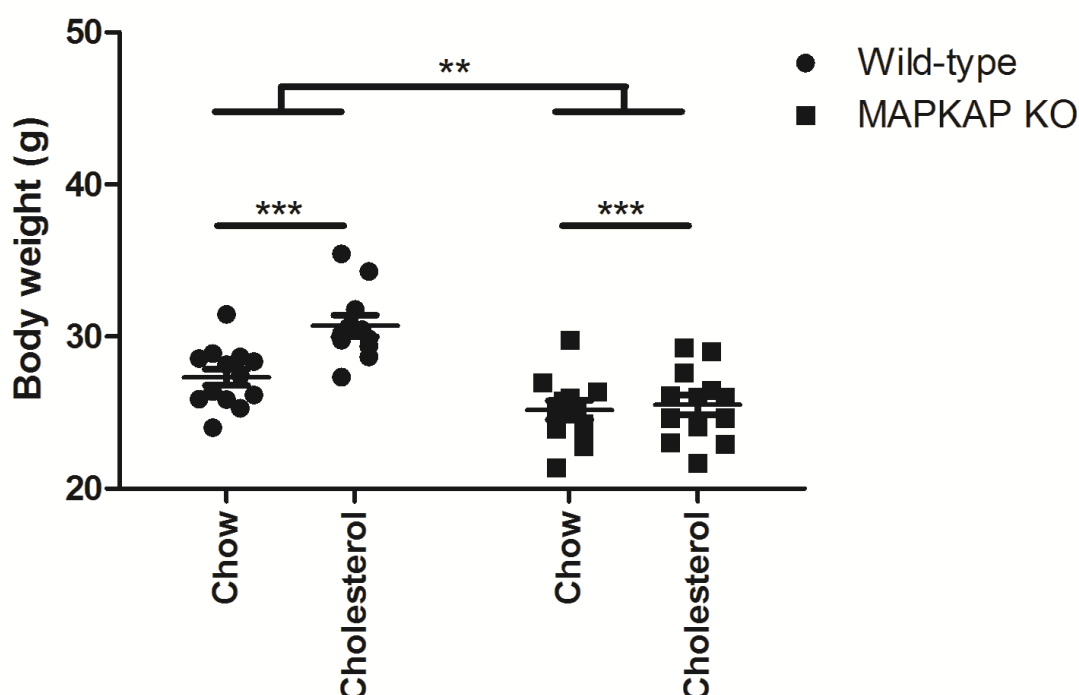 50
40
30
20
Body weight (g)
**
***
***
Wild-type
MAPKAP KO
Chow
Cholesterol
Chow
Cholesterol